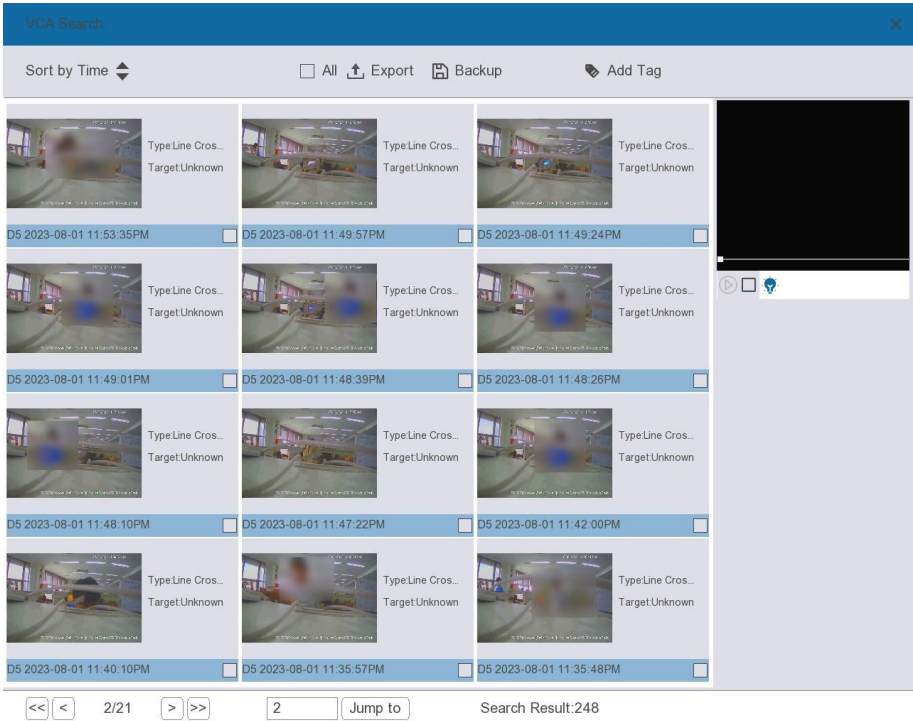 VCA Search
Sort by Time All Export Backup Add Tag
Type:Line Cros... Type:Line Cros... Type:Line Cros...
Target:Unknown Target:Unknown Target:Unknown
D5 2023-08-01 11:53:35PM D5 2023-08-01 11:49:57PM D5 2023-08-01 11:49:24PM
Type:Line Cros... Type:Line Cros... Type:Line Cros...
Target:Unknown Target:Unknown Target:Unknown
D5 2023-08-01 11:49:01PM D5 2023-08-01 11:48:39PM D5 2023-08-01 11:48:26PM
Type:Line Cros... Type:Line Cros... Type:Line Cros...
Target:Unknown Target:Unknown Target:Unknown
D5 2023-08-01 11:48:10PM D5 2023-08-01 11:47:22PM D5 2023-08-01 11:42:00PM
Type:Line Cros... Type:Line Cros... Type:Line Cros...
Target:Unknown Target:Unknown Target:Unknown
D5 2023-08-01 11:40:10PM D5 2023-08-01 11:35:57PM D5 2023-08-01 11:35:48PM
<< < 2/21 > >> 2 Jump to Search Result:248